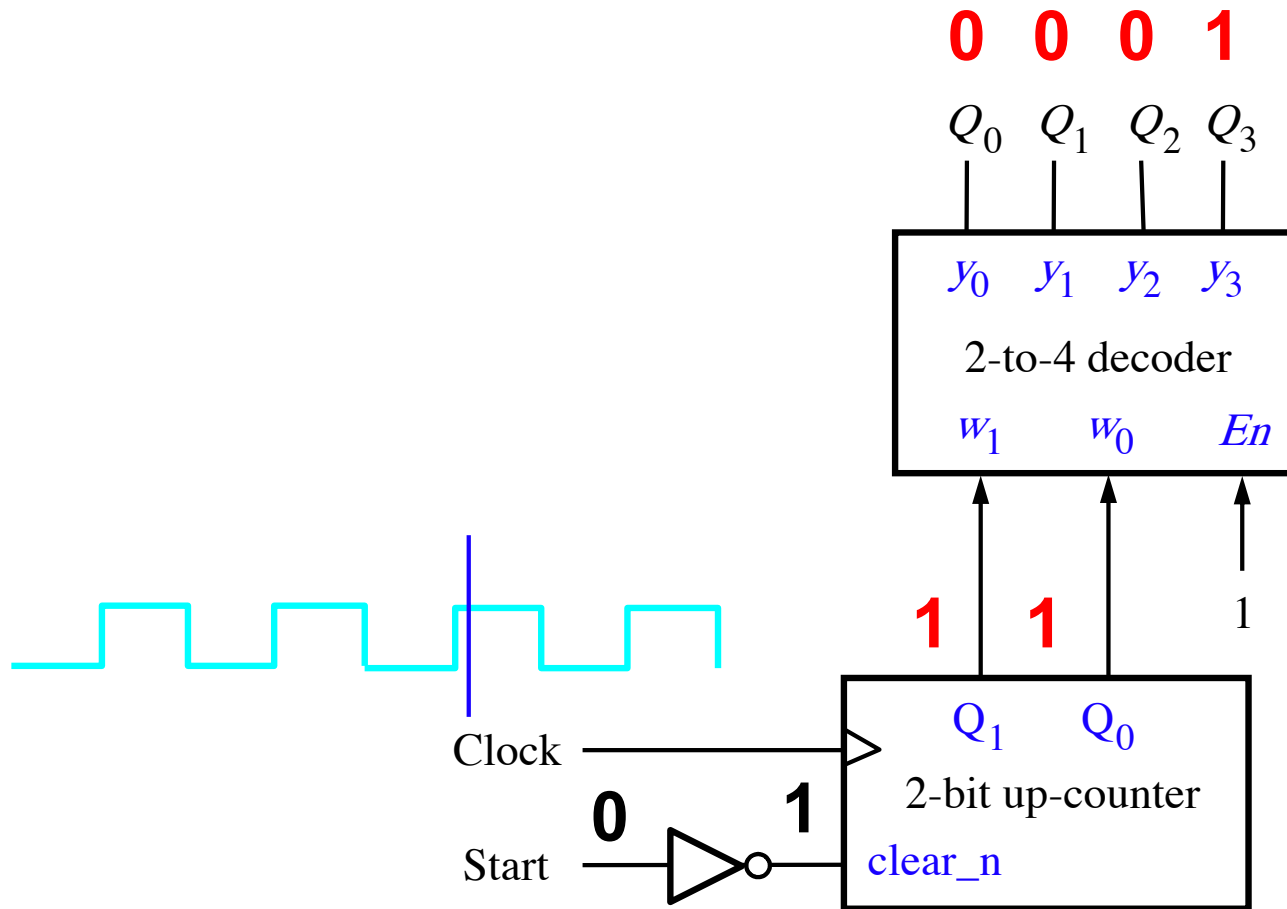 0 0 0 1
Q0 Q1 Q2 Q3
y0 y1 y2 y3
2-to-4 decoder
w1 w0 En
1 1 1
Q1 Q0
Clock
2-bit up-counter
0 1
Start
clear_n